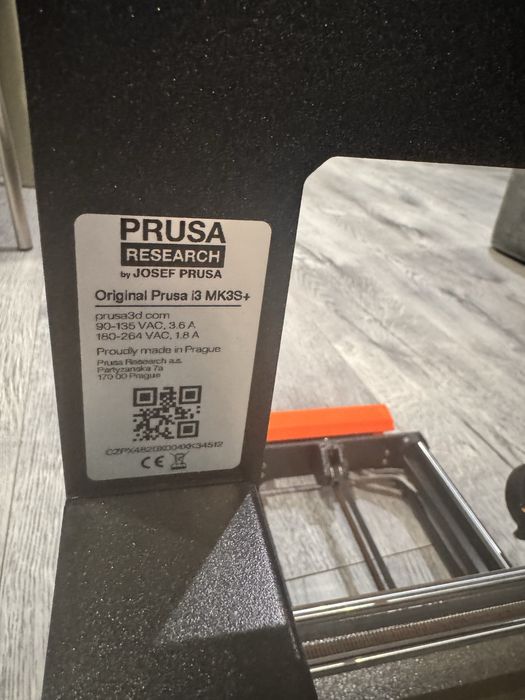 PRUSA
RESEARCH
by JOSEF PRUSA
Original Prusa i3 MK3S+
prusa3d.com
90-135 VAC, 3.6 A
180-264 VAC, 1.8 A
Proudly made in Prague
Prusa Research a.s.
Partyzanska 7a
170 00 Prague
CE